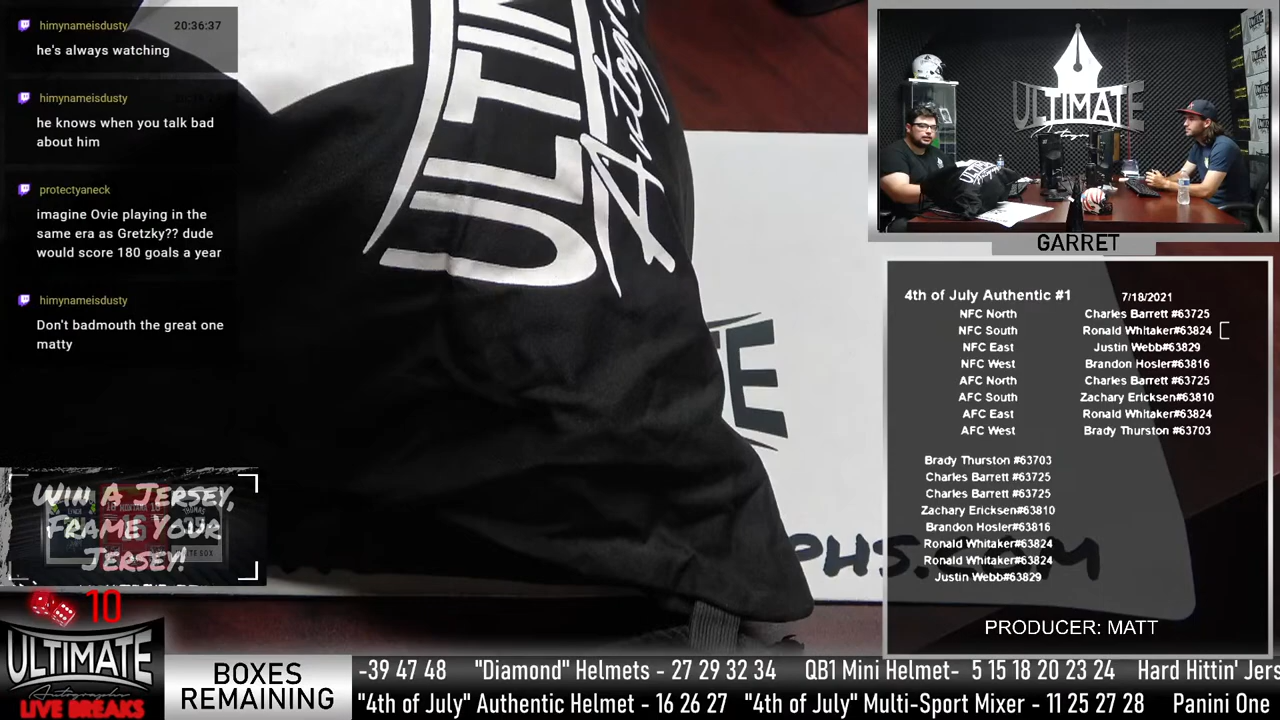 himynameisdusty 20:36:37
he's always watching
himynameisdusty
he knows when you talk bad
about him
protectyaneck
imagine Ovie playing in the
same era as Gretzky?? dude
would score 180 goals a year
himynameisdusty
Don't badmouth the great one
matty
ULTIM
Autogra
PHS.COM
ULTIMATE
GARRET
4th of July Authentic #1 7/18/2021
NFC North Charles Barrett #63725
NFC South Ronald Whitaker#63824
NFC East Justin Webb#63829
NFC West Brandon Hosler#63816
AFC North Charles Barrett #63725
AFC South Zachary Ericksen#63810
AFC East Ronald Whitaker#63824
AFC West Brady Thurston #63703
Brady Thurston #63703
Charles Barrett #63725
Charles Barrett #63725
Zachary Ericksen#63810
Brandon Hosler#63816
Ronald Whitaker#63824
Ronald Whitaker#63824
Justin Webb#63829
PRODUCER: MATT
Win A Jersey,
Frame Your
Jersey!
10
ULTIMATE
Autographs
LIVE BREAKS
BOXES
REMAINING
-39 47 48 "Diamond" Helmets - 27 29 32 34 QB1 Mini Helmet- 5 15 18 20 23 24 Hard Hittin' Jers
"4th of July" Authentic Helmet - 16 26 27 "4th of July" Multi-Sport Mixer - 11 25 27 28 Panini One